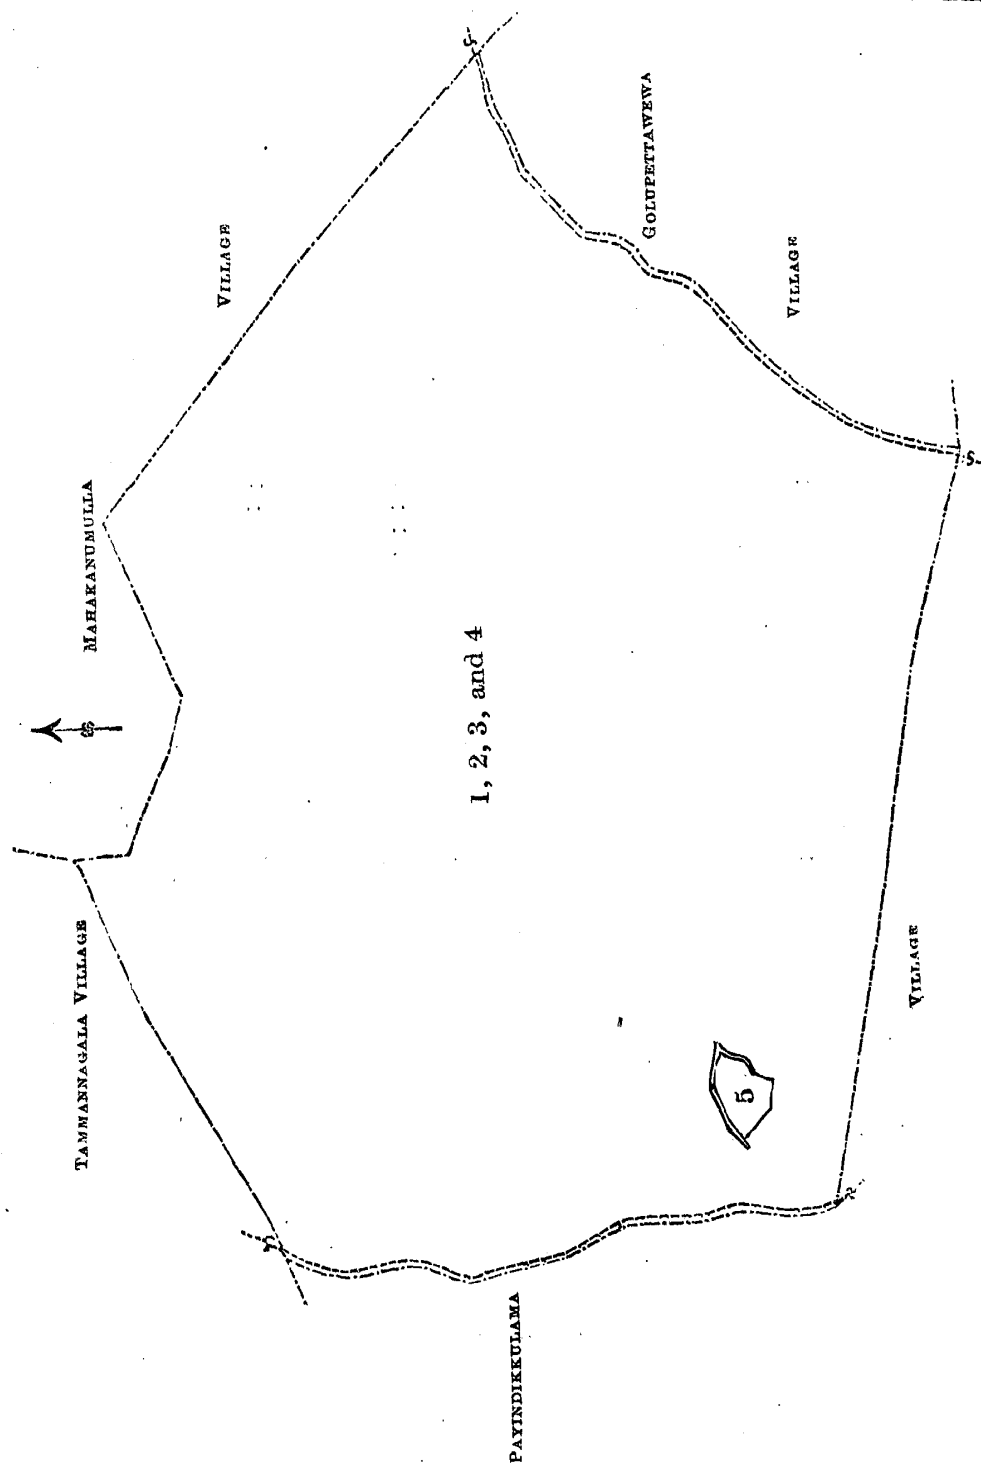 TAMMANNAGALA VILLAGE
MAHAKANUMULLA
VILLAGE
GOLUPETTAWEWA
VILLAGE
1, 2, 3, and 4
5
PAYINDIKKULAMA
VILLAGE